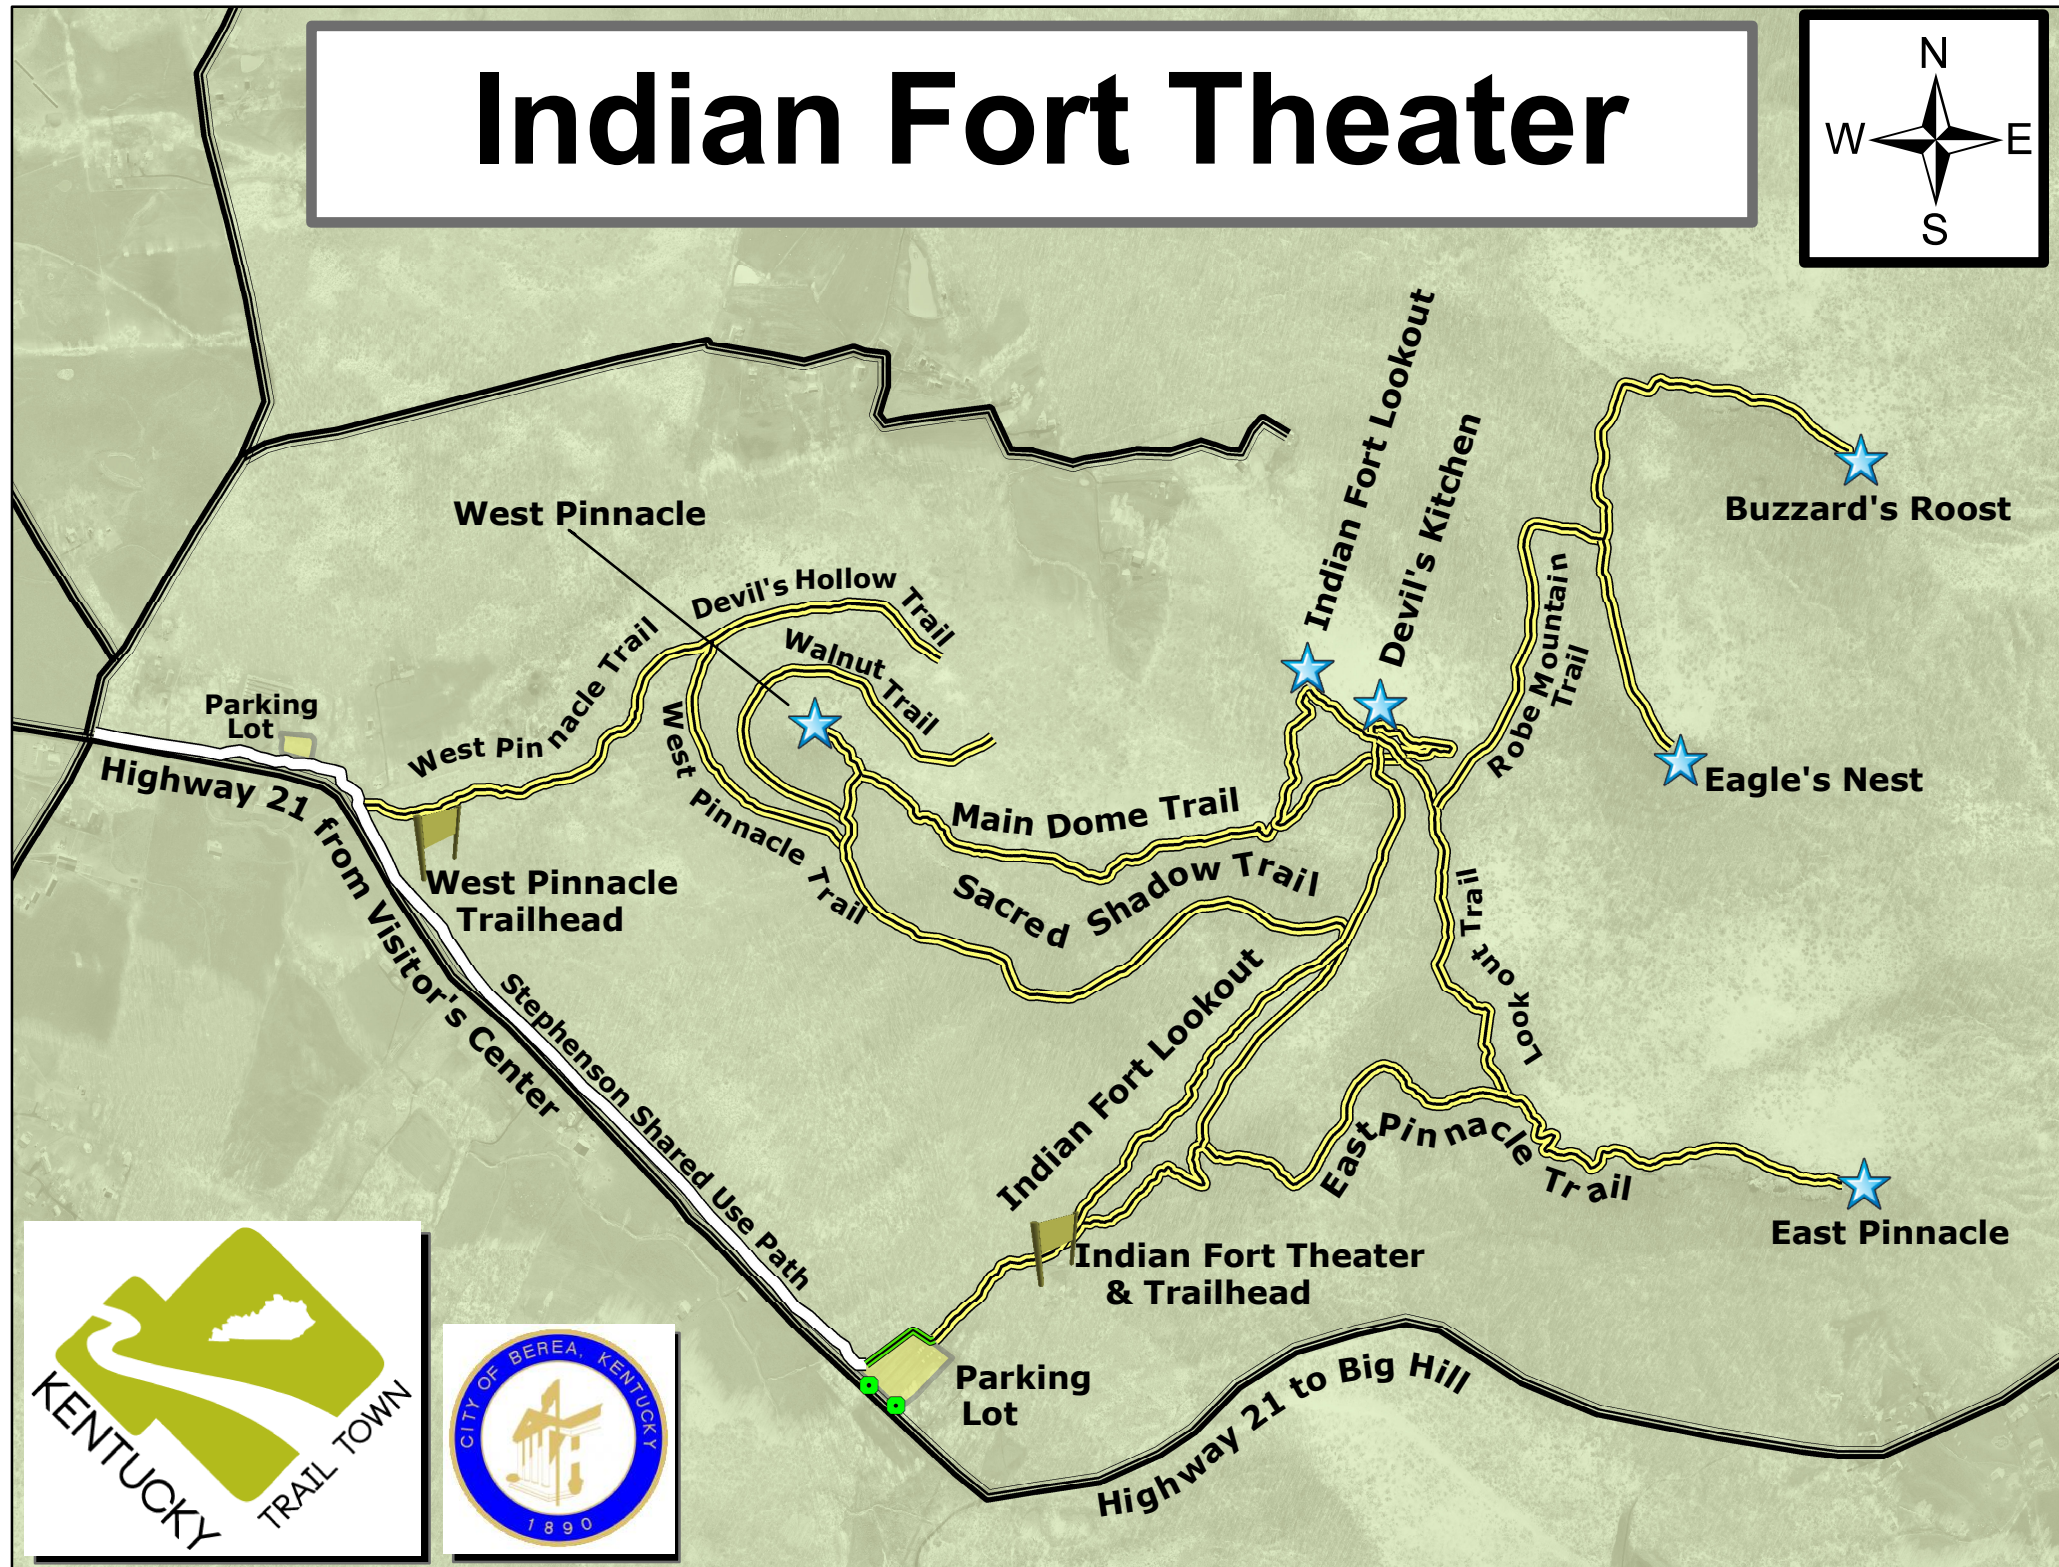 Indian Fort Theater
N
W E
S
Indian Fort Lookout
Devil's Kitchen
Buzzard's Roost
West Pinnacle
Devil's Hollow Trail
Walnut Trail
Robe Mountain
Trail
Parking
Lot
West Pinnacle Trail
West Pinnacle Trail
Eagle's Nest
Highway 21 from Visitor's Center
Main Dome Trail
Sacred Shadow Trail
West Pinnacle
Trailhead
Lookout Trail
Stephenson Shared Use Path
Indian Fort Lookout
East Pinnacle Trail
East Pinnacle
Indian Fort Theater
& Trailhead
Parking
Lot
Highway 21 to Big Hill
KENTUCKY
TRAIL TOWN
CITY OF BEREA, KENTUCKY
1890